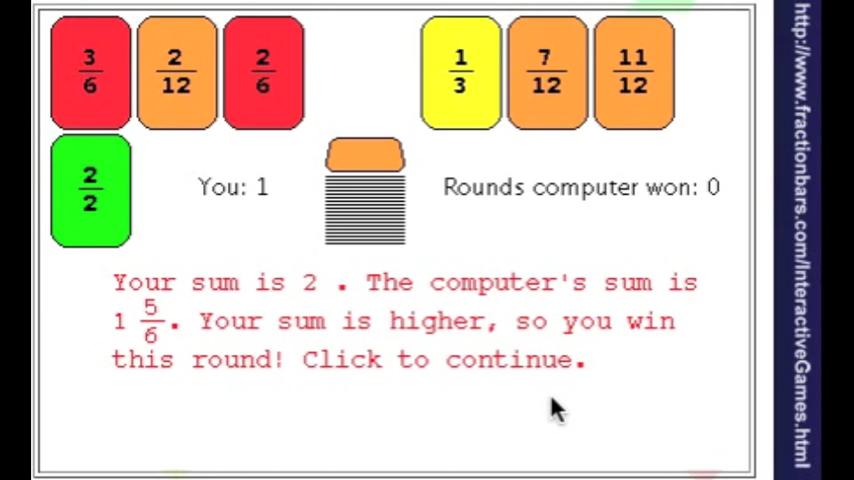 3/6 2/12 2/6 1/3 7/12 11/12
2/2 You: 1 Rounds computer won: 0
Your sum is 2 . The computer's sum is
1 5/6. Your sum is higher, so you win
this round! Click to continue.
http://www.fractionbars.com/InteractiveGames.html